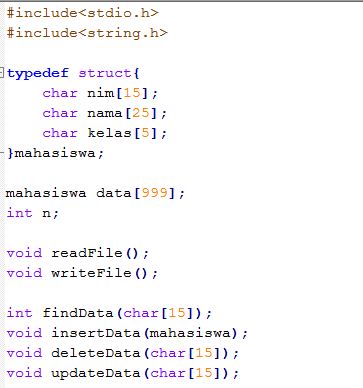 #include<stdio.h>
#include<string.h>
typedef struct{
char nim[15];
char nama[25];
char kelas[5];
}mahasiswa;
mahasiswa data[999];
int n;
void readFile();
void writeFile();
int findData(char[15]);
void insertData(mahasiswa);
void deleteData(char[15]);
void updateData(char[15]);